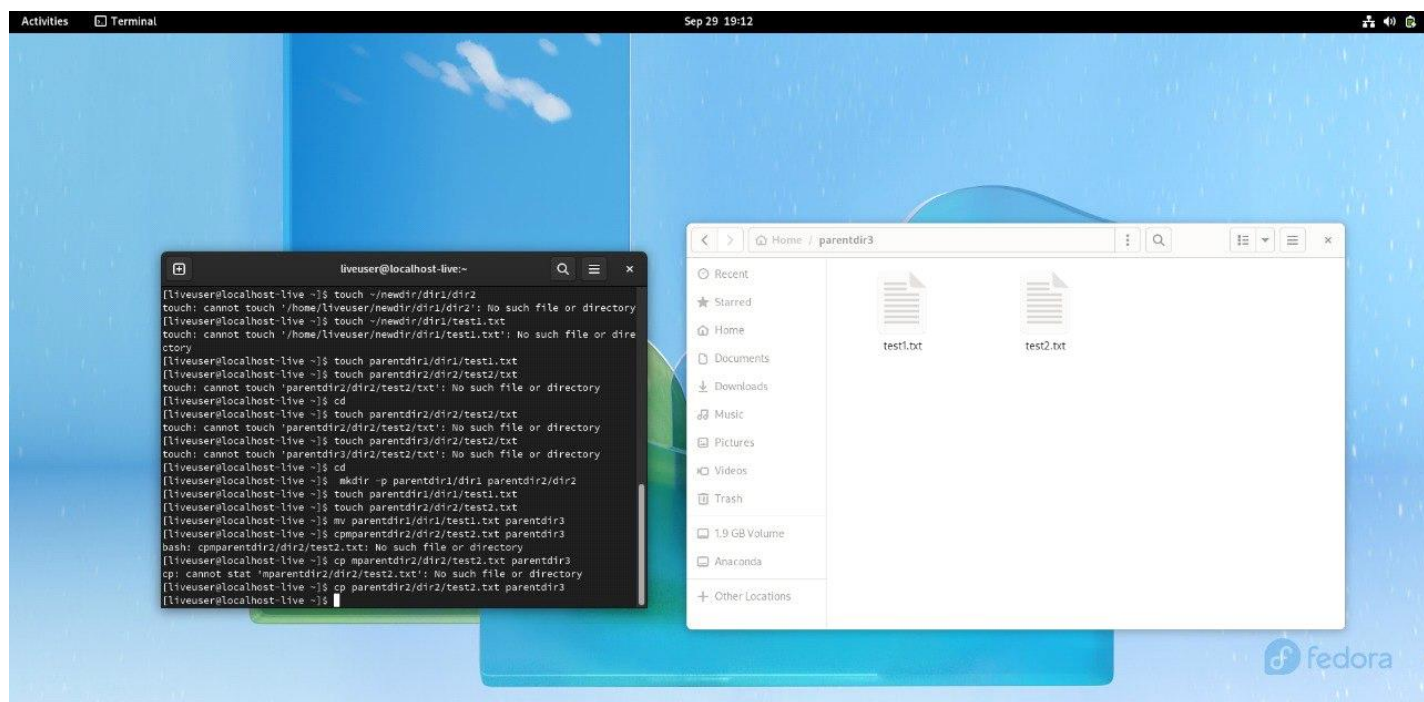 Activities Terminal Sep 29 19:12
liveuser@localhost-live:~
[liveuser@localhost-live ~]$ touch ~/newdir/dir1/dir2
touch: cannot touch '/home/liveuser/newdir/dir1/dir2': No such file or directory
[liveuser@localhost-live ~]$ touch ~/newdir/dir1/test1.txt
touch: cannot touch '/home/liveuser/newdir/dir1/test1.txt': No such file or dire
ctory
[liveuser@localhost-live ~]$ touch parentdir1/dir1/test1.txt
[liveuser@localhost-live ~]$ touch parentdir2/dir2/test2/txt
touch: cannot touch 'parentdir2/dir2/test2/txt': No such file or directory
[liveuser@localhost-live ~]$ cd
[liveuser@localhost-live ~]$ touch parentdir2/dir2/test2/txt
touch: cannot touch 'parentdir2/dir2/test2/txt': No such file or directory
[liveuser@localhost-live ~]$ touch parentdir3/dir2/test2/txt
touch: cannot touch 'parentdir3/dir2/test2/txt': No such file or directory
[liveuser@localhost-live ~]$ cd
[liveuser@localhost-live ~]$  mkdir -p parentdir1/dir1 parentdir2/dir2
[liveuser@localhost-live ~]$ touch parentdir1/dir1/test1.txt
[liveuser@localhost-live ~]$ touch parentdir2/dir2/test2.txt
[liveuser@localhost-live ~]$ mv parentdir1/dir1/test1.txt parentdir3
[liveuser@localhost-live ~]$ cpmparentdir2/dir2/test2.txt parentdir3
bash: cpmparentdir2/dir2/test2.txt: No such file or directory
[liveuser@localhost-live ~]$ cp mparentdir2/dir2/test2.txt parentdir3
cp: cannot stat 'mparentdir2/dir2/test2.txt': No such file or directory
[liveuser@localhost-live ~]$ cp parentdir2/dir2/test2.txt parentdir3
[liveuser@localhost-live ~]$
Home / parentdir3
Recent
Starred
Home
Documents
Downloads
Music
Pictures
Videos
Trash
1.9 GB Volume
Anaconda
+ Other Locations
test1.txt test2.txt
fedora